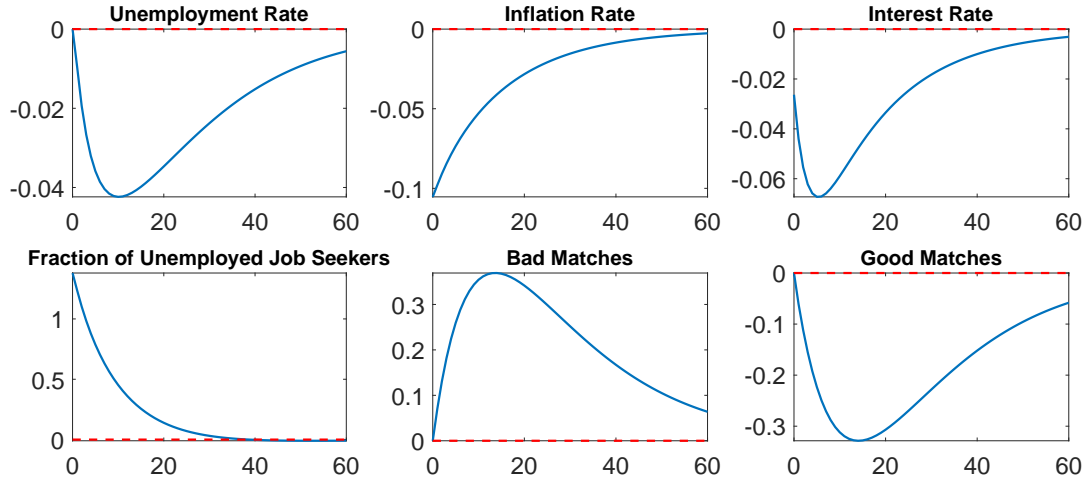 Unemployment Rate
0
-0.02
-0.04
0 20 40 60
Inflation Rate
0
-0.05
-0.1
0 20 40 60
Interest Rate
0
-0.02
-0.04
-0.06
0 20 40 60
Fraction of Unemployed Job Seekers
1
0.5
0
0 20 40 60
Bad Matches
0.3
0.2
0.1
0
0 20 40 60
Good Matches
0
-0.1
-0.2
-0.3
0 20 40 60